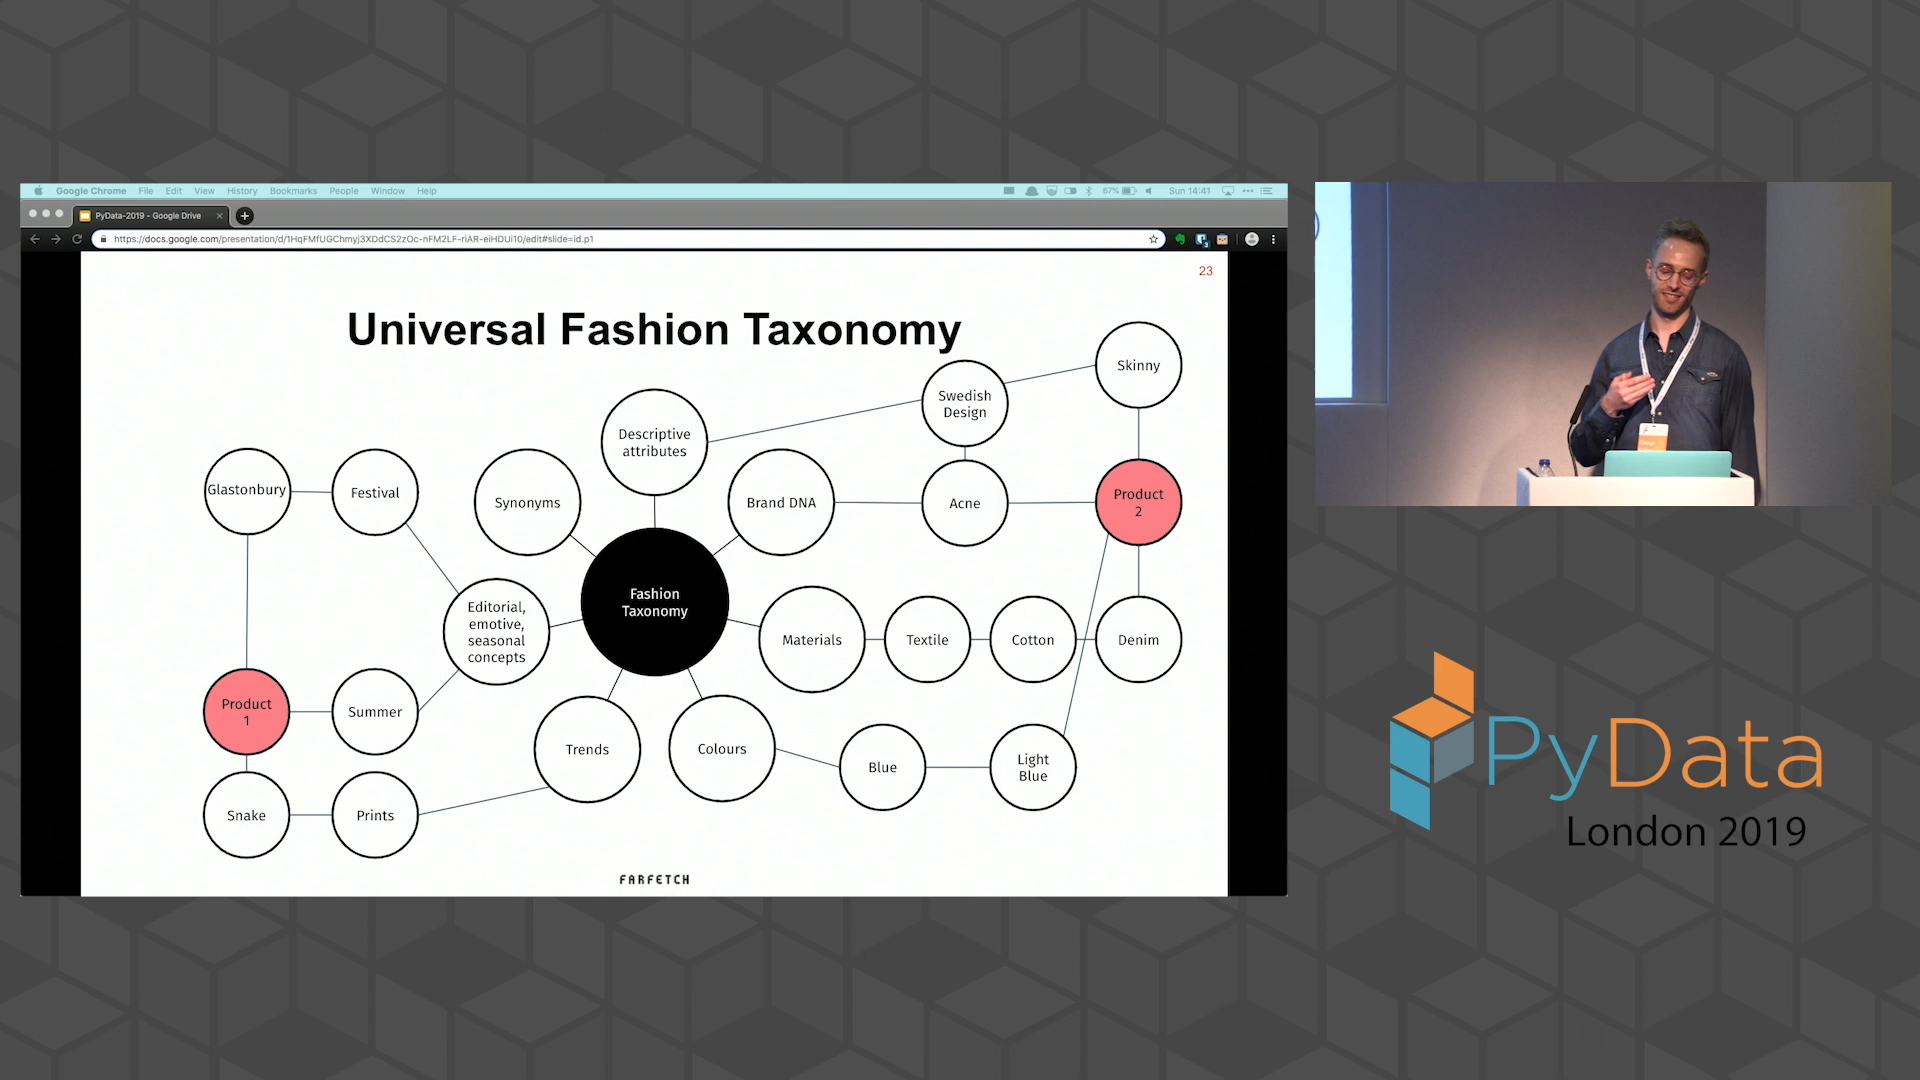 Google Chrome File Edit View History Bookmarks People Window Help
67%
Sun 14:41
PyData-2019 - Google Drive
https://docs.google.com/presentation/d/1HqFMfUGChmyj3XDdCS2zOc-nFM2LF-riAR-eiHDUi10/edit#slide=id.p1
23
Universal Fashion Taxonomy
Skinny
Swedish
Design
Descriptive
attributes
Glastonbury
Festival
Synonyms
Brand DNA
Acne
Product
2
Fashion
Taxonomy
Editorial,
emotive,
seasonal
concepts
Materials
Textile
Cotton
Denim
Product
1
Summer
Trends
Colours
Blue
Light
Blue
Snake
Prints
FARFETCH
PyData
London 2019